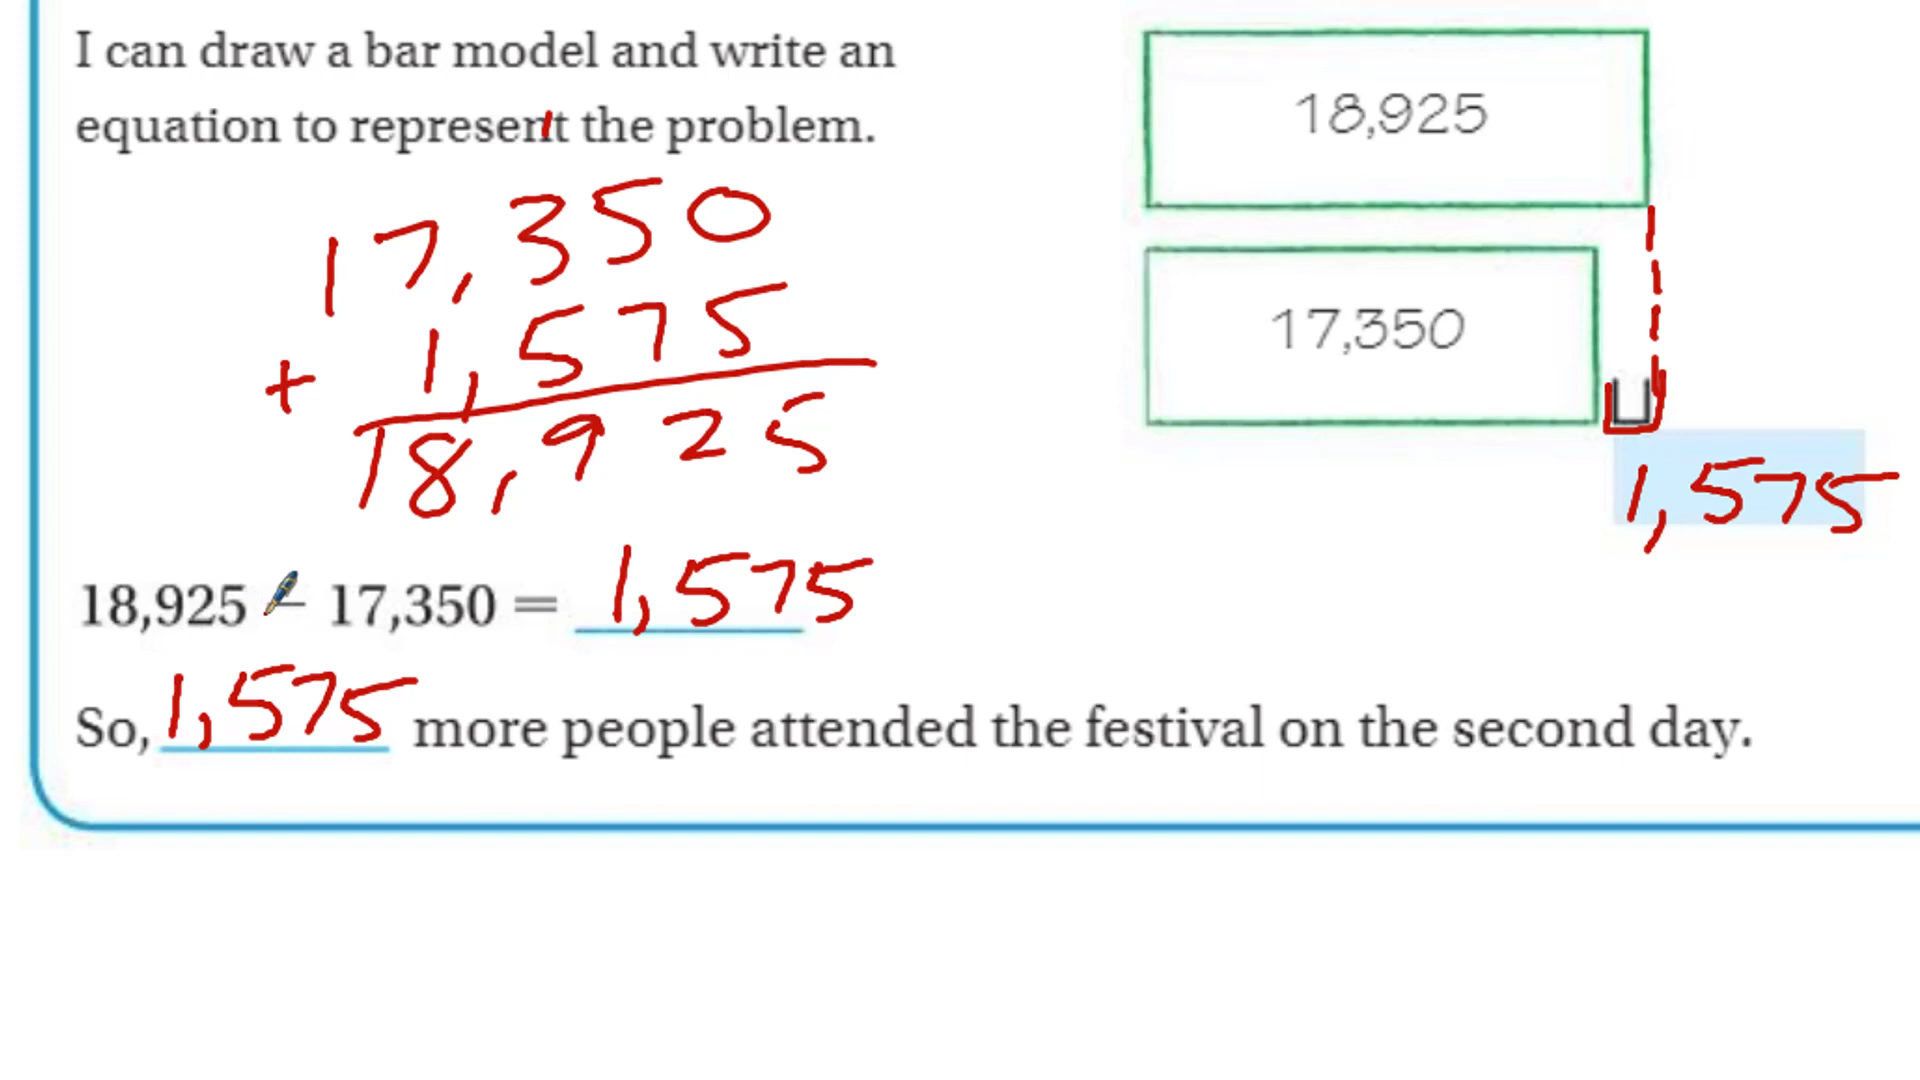 I can draw a bar model and write an
equation to represent the problem.
1
17,350
+ 1,575
18,925
18,925 – 17,350 = 1,575
So, 1,575 more people attended the festival on the second day.
18,925
17,350
1,575